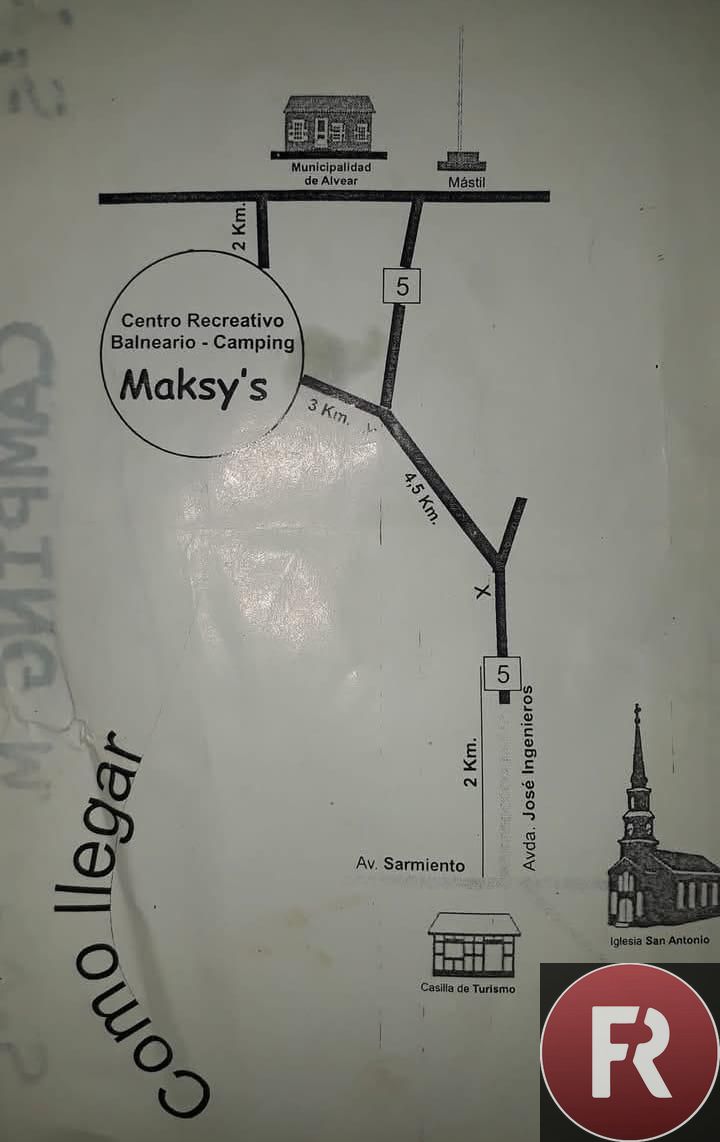 Municipalidad
de Alvear
Mástil
2 Km.
5
Centro Recreativo
Balneario - Camping
Maksy's
3 Km.
4,5 Km.
X
5
2 Km.
Avda. José Ingenieros
Av. Sarmiento
Iglesia San Antonio
Casilla de Turismo
Como llegar
CAMPING
FR